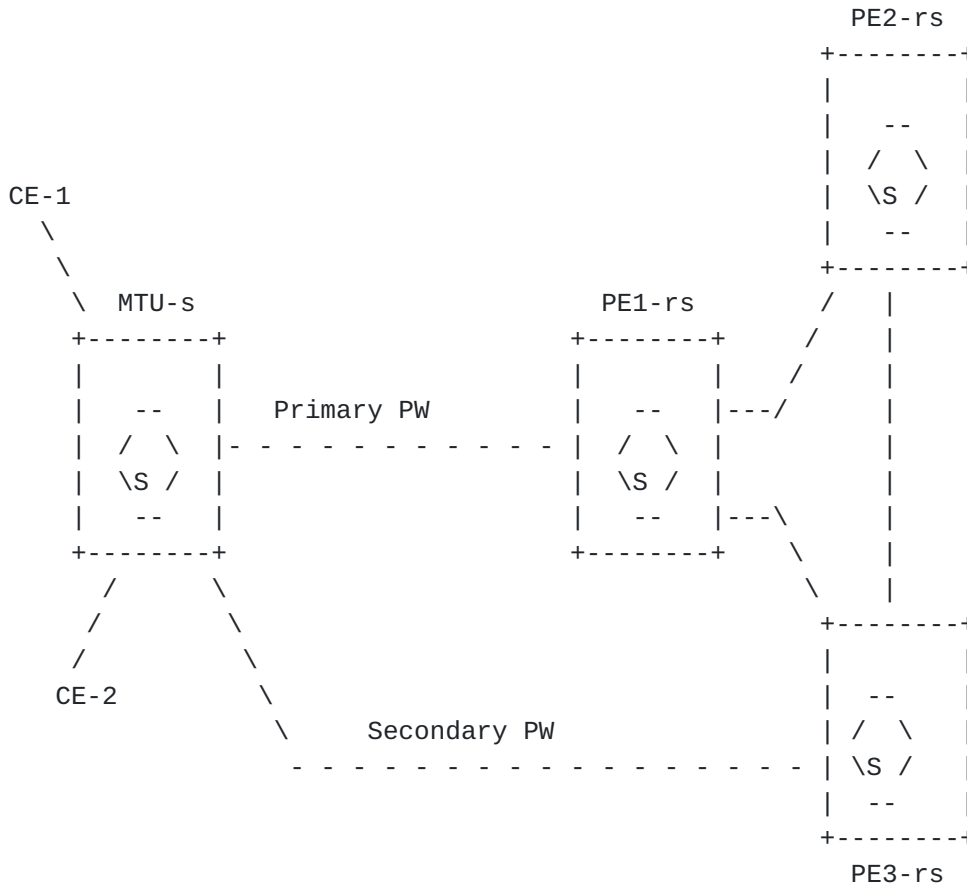 PE2-rs
S
CE-1
MTU-s
PE1-rs
Primary PW
S
S
CE-2
Secondary PW
S
PE3-rs